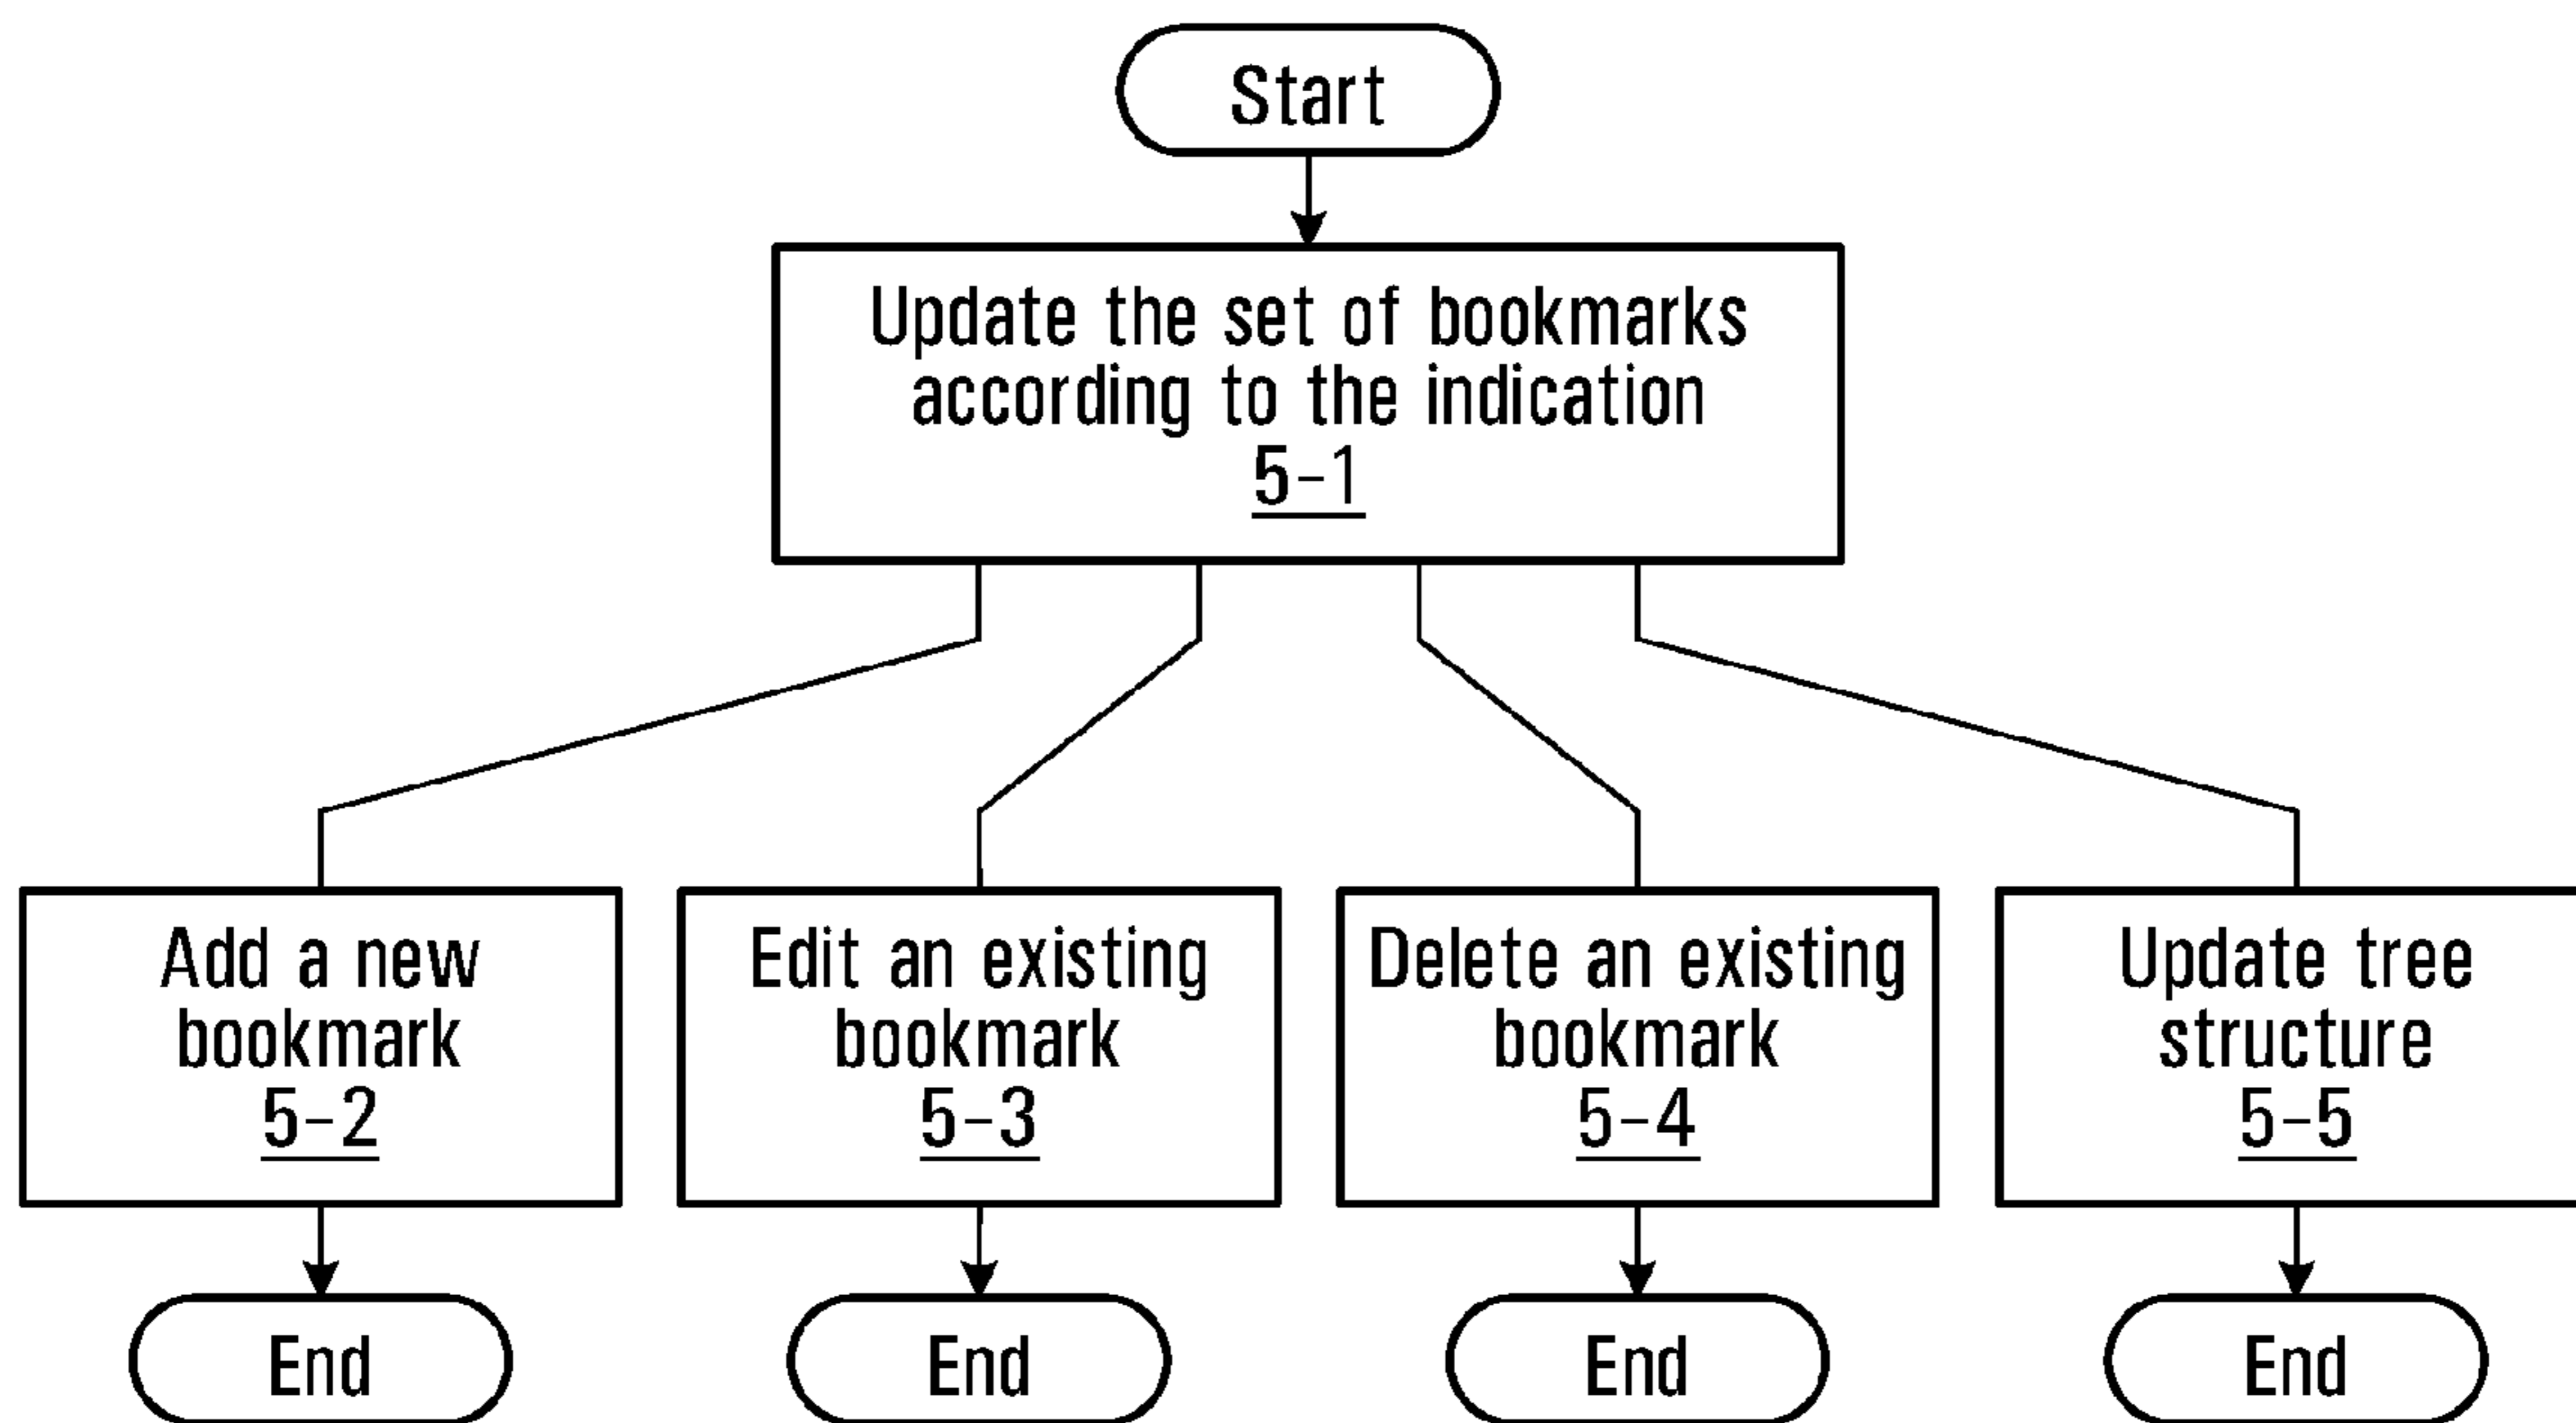 Start
Update the set of bookmarks
according to the indication
5-1
Add a new
bookmark
5-2
Edit an existing
bookmark
5-3
Delete an existing
bookmark
5-4
Update tree
structure
5-5
End
End
End
End